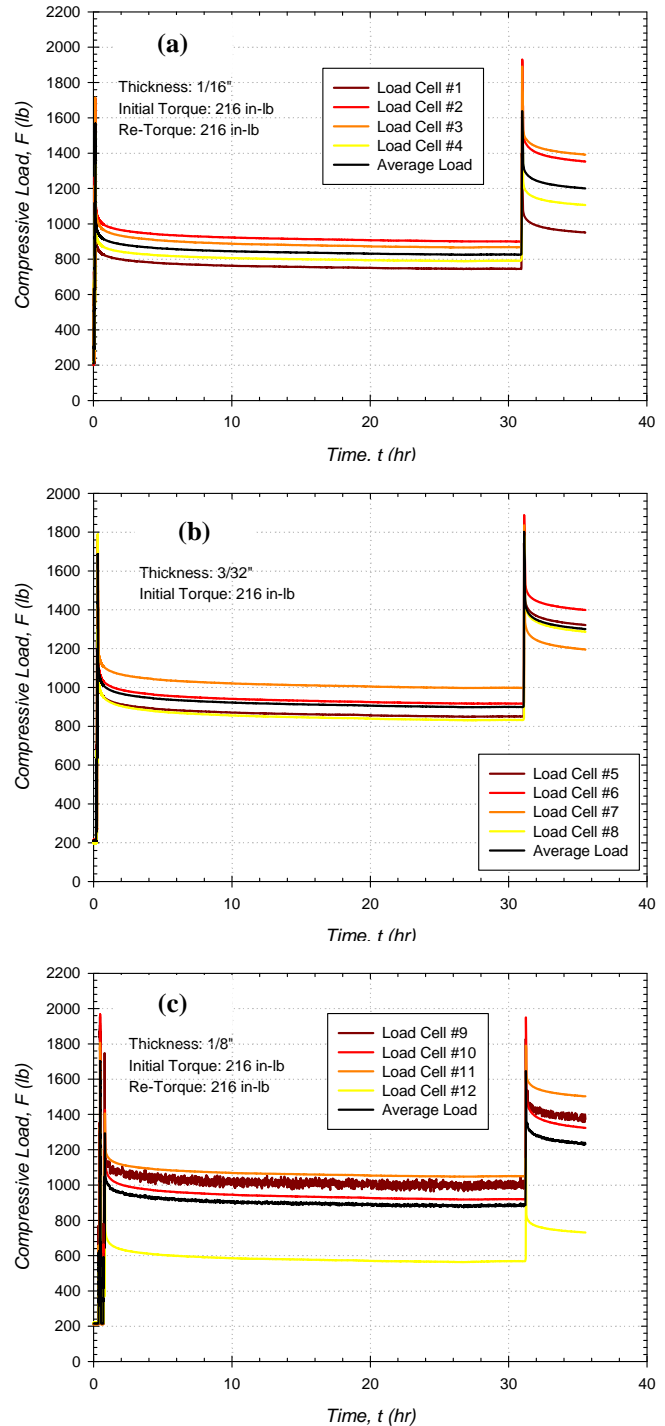 2200
2000
1800
1600
1400
1200
1000
800
600
400
200
0
Compressive Load, F (lb)
(a)
Thickness: 1/16"
Initial Torque: 216 in-lb
Re-Torque: 216 in-lb
Load Cell #1
Load Cell #2
Load Cell #3
Load Cell #4
Average Load
0 10 20 30 40
Time, t (hr)
2000
1800
1600
1400
1200
1000
800
600
400
200
0
Compressive Load, F (lb)
(b)
Thickness: 3/32"
Initial Torque: 216 in-lb
Load Cell #5
Load Cell #6
Load Cell #7
Load Cell #8
Average Load
0 10 20 30 40
Time, t (hr)
2200
2000
1800
1600
1400
1200
1000
800
600
400
200
0
Compressive Load, F (lb)
(c)
Thickness: 1/8"
Initial Torque: 216 in-lb
Re-Torque: 216 in-lb
Load Cell #9
Load Cell #10
Load Cell #11
Load Cell #12
Average Load
0 10 20 30 40
Time, t (hr)